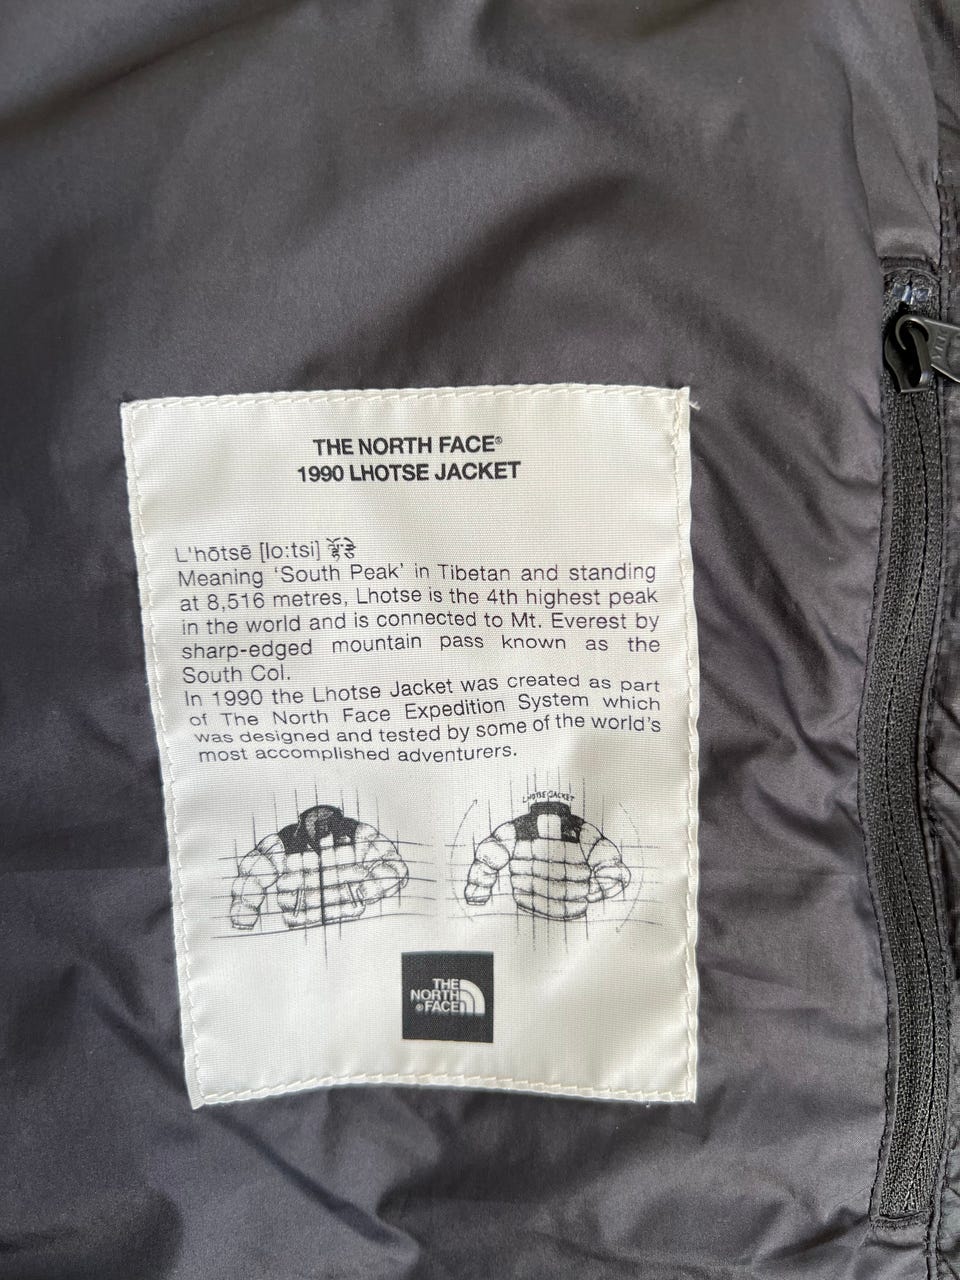 THE NORTH FACE®
1990 LHOTSE JACKET
L'hōtsē [lo:tsi]
Meaning 'South Peak' in Tibetan and standing
at 8,516 metres, Lhotse is the 4th highest peak
in the world and is connected to Mt. Everest by
sharp-edged mountain pass known as the
South Col.
In 1990 the Lhotse Jacket was created as part
of The North Face Expedition System which
was designed and tested by some of the world's
most accomplished adventurers.
LHOTSE JACKET
THE
NORTH
®FACE
YKK